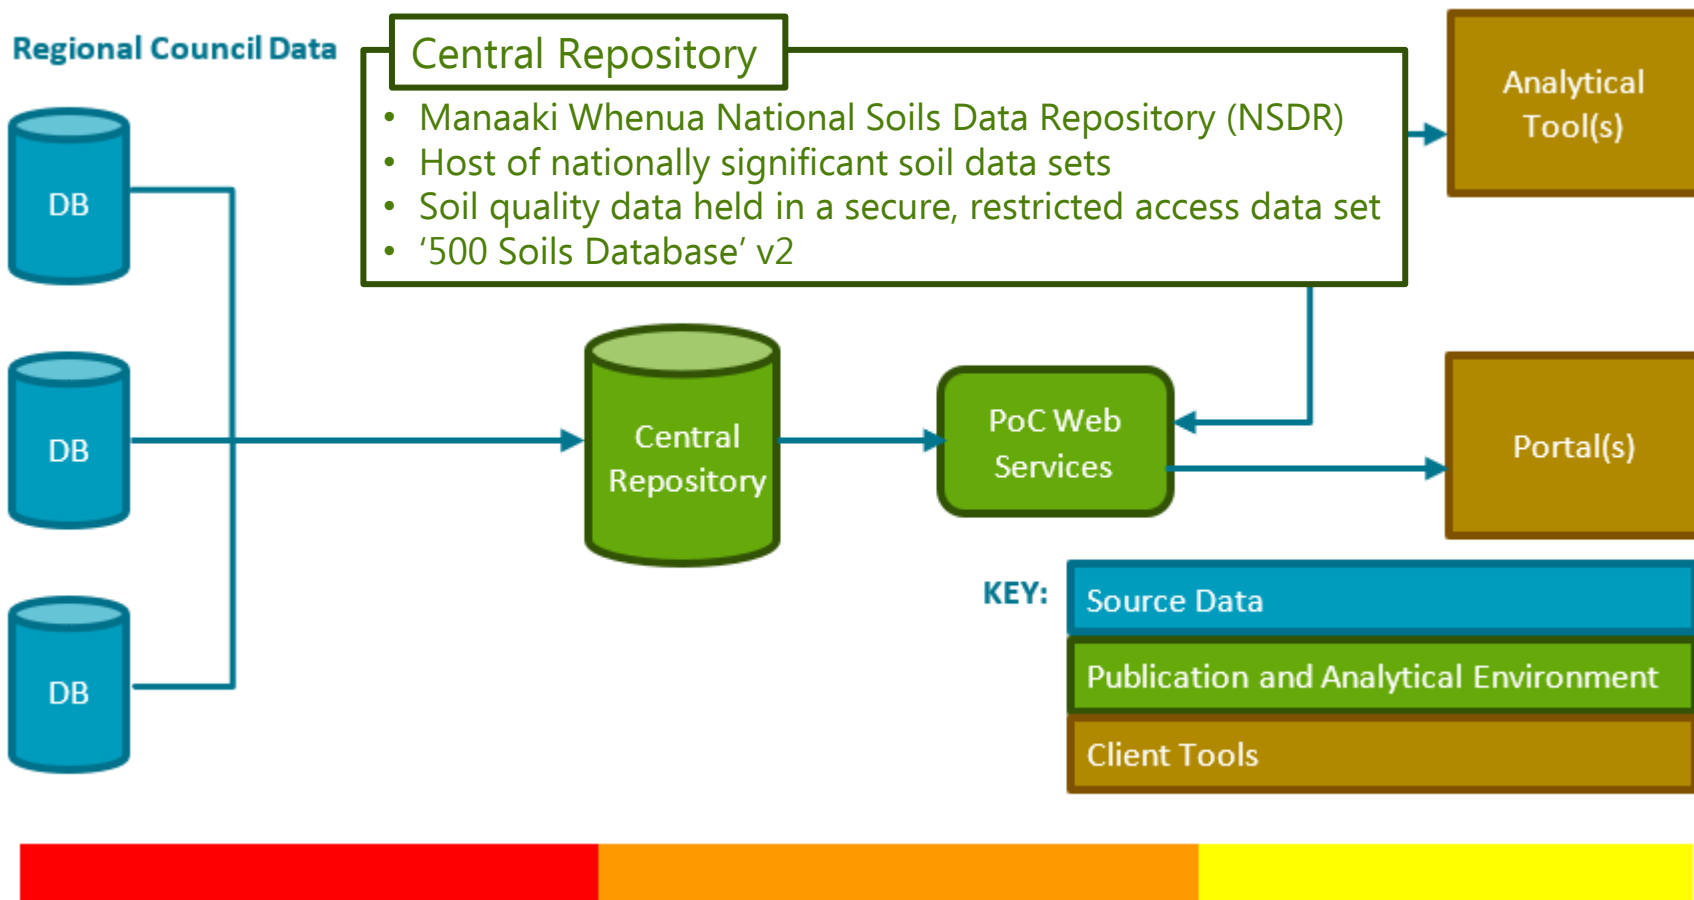 Regional Council Data
Central Repository
• Manaaki Whenua National Soils Data Repository (NSDR)
• Host of nationally significant soil data sets
• Soil quality data held in a secure, restricted access data set
• ‘500 Soils Database’ v2
Analytical
Tool(s)
DB
DB
DB
Central
Repository
PoC Web
Services
Portal(s)
KEY:
Source Data
Publication and Analytical Environment
Client Tools